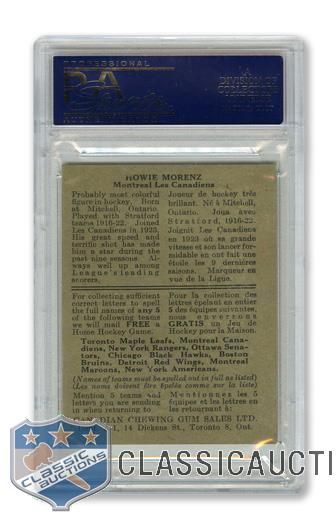 PROFESSIONAL
PSA
AUTHENTI
A DIVISION OF
COLLECTORS
HOWIE MORENZ
Montreal Les Canadiens
Probably most colorful
figure in hockey. Born
at Mitchell, Ontario.
Played with Stratford
teams 1916-22. Joined
Les Canadiens in 1923.
His great speed and
terrific shot has made
him a star during the
past nine seasons. Al-
ways well up among
League's leading
scorers.
Joueur de hockey très
brillant. Né à Mitchell,
Ontario. Joua avec
Stratford, 1916-22.
Joignit Les Canadiens
en 1923 où sa grande
vitesse et son lancer
formidable en ont fait une étoile
les 9 dernières
saisons. Marqueur en
vue de la Ligue.
For collecting sufficient
correct letters to spell
the full names of any 5
of the following teams
we will mail FREE a
Home Hockey Game.
Pour la collection des
lettres épelant en entier
5 des équipes suivantes,
nous enverrons
GRATIS un Jeu de
Hockey pour la Maison.
Toronto Maple Leafs, Montreal Cana-
diens, New York Rangers, Ottawa Sena-
tors, Chicago Black Hawks, Boston
Bruins, Detroit Red Wings, Montreal
Maroons, New York Americans.
(Names of teams must be spelled out in full as listed)
(Les noms doivent être épelés comme dans la liste)
Mention 5 teams and
letters you are sending
in when returning to
Mentionnez les 5
équipes et lettres en
les retournant à:
CANADIAN CHEWING GUM SALES LTD.
14 Dickens St., Toronto 8, Ont.
CLASSIC
AUCTIONS
CLASSICAUCTI